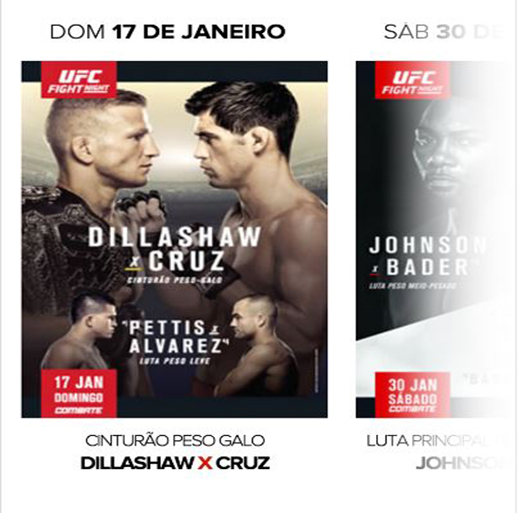 DOM 17 DE JANEIRO
UFC
FIGHT NIGHT
DILLASHAW
x CRUZ
CINTURÃO PESO-GALO
"PETTIS x
ALVAREZ"⁴
LUTA PESO LEVE
17 JAN
DOMINGO
COMBATE
CINTURÃO PESO GALO
DILLASHAW X CRUZ
SÁB 30 DE
UFC
FIGHT NIGHT
JOHNSON
x BADER
LUTA PESO MEIO-PESADO
30 JAN
SÁBADO
COMBATE
LUTA PRINCIPAL
JOHNSON